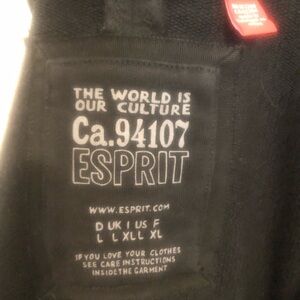 THE WORLD IS
OUR CULTURE
Ca.94107
ESPRIT
WWW.ESPRIT.COM
D UK I US F
L L XL L XL
IF YOU LOVE YOUR CLOTHES
SEE CARE INSTRUCTIONS
INSIDE THE GARMENT